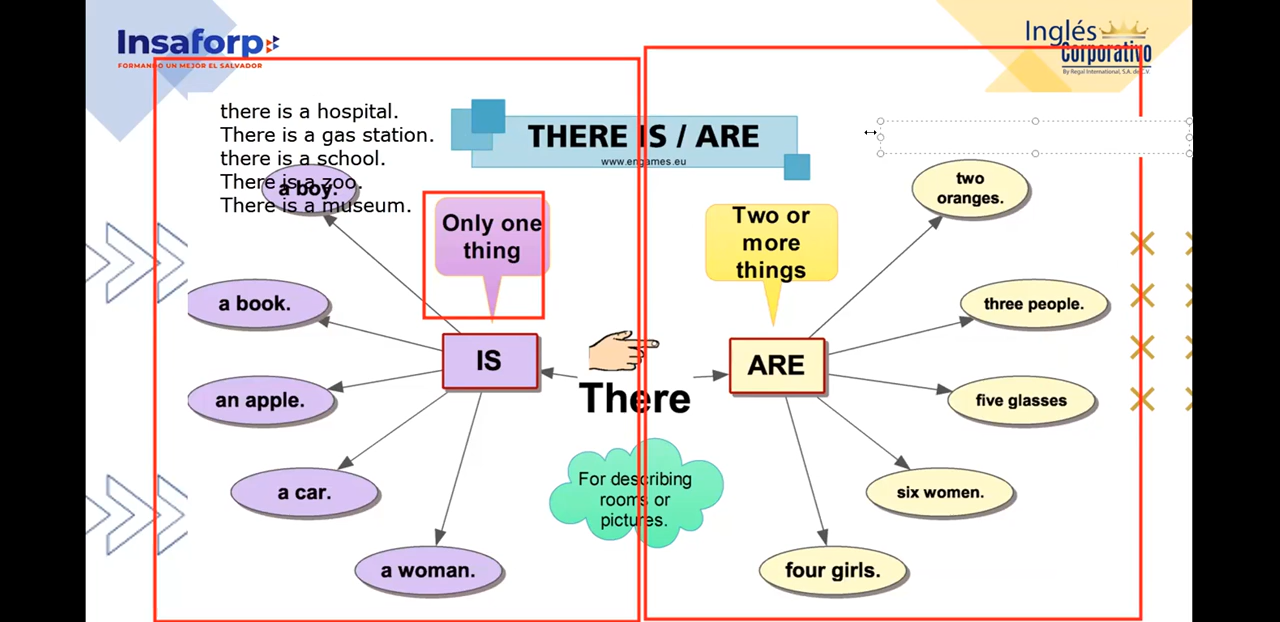 Insaforp
FORMANDO UN MEJOR EL SALVADOR
Inglés
Corporativo
By Regal International, S.A. de C.V.
there is a hospital.
There is a gas station.
there is a school.
There is a zoo.
There is a museum.
THERE IS / ARE
www.engames.eu
a boy.
Only one
thing
Two or
more
things
two
oranges.
a book.
three people.
IS
There
ARE
an apple.
five glasses
a car.
For describing
rooms or
pictures.
six women.
a woman.
four girls.